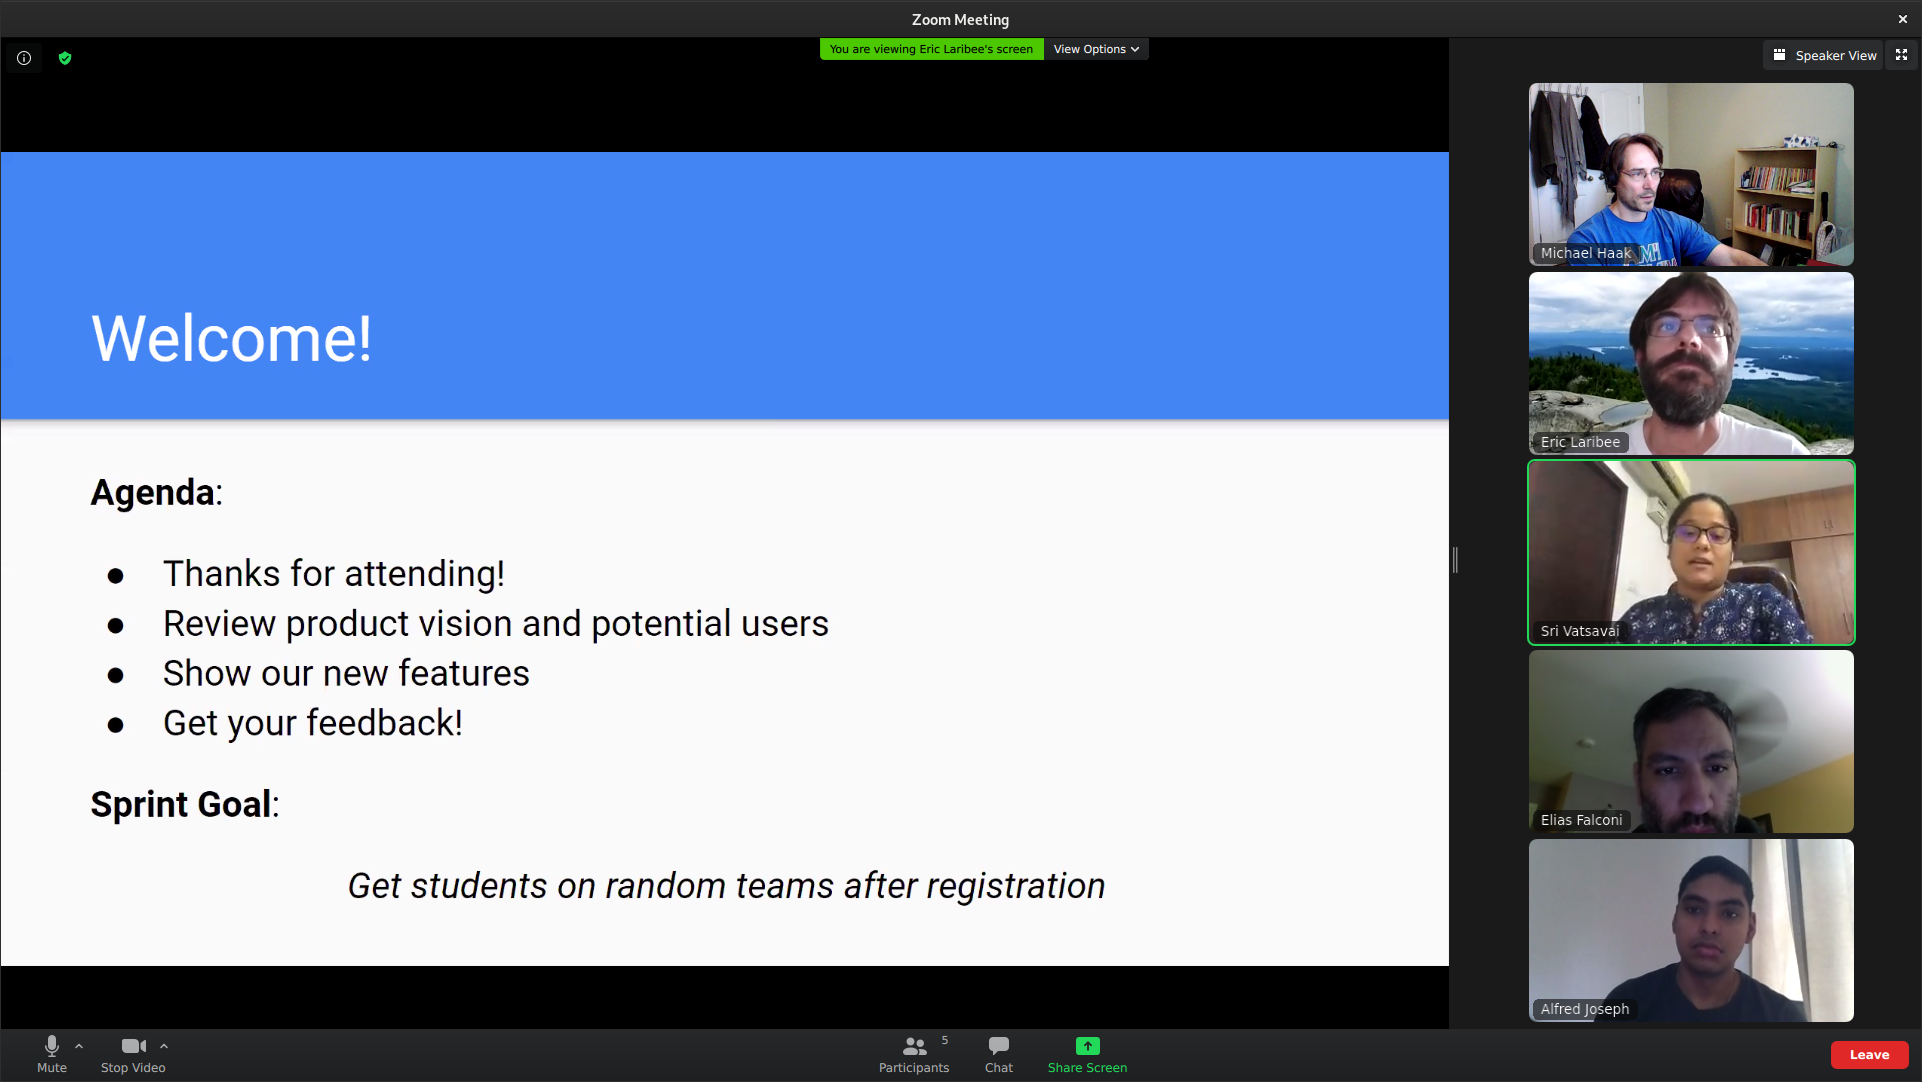 Zoom Meeting
You are viewing Eric Laribee's screen
View Options
Speaker View
Welcome!
Agenda:
● Thanks for attending!
● Review product vision and potential users
● Show our new features
● Get your feedback!
Sprint Goal:
Get students on random teams after registration
Michael Haak
Eric Laribee
Sri Vatsavai
Elias Falconi
Alfred Joseph
Mute
Stop Video
Participants 5
Chat
Share Screen
Leave